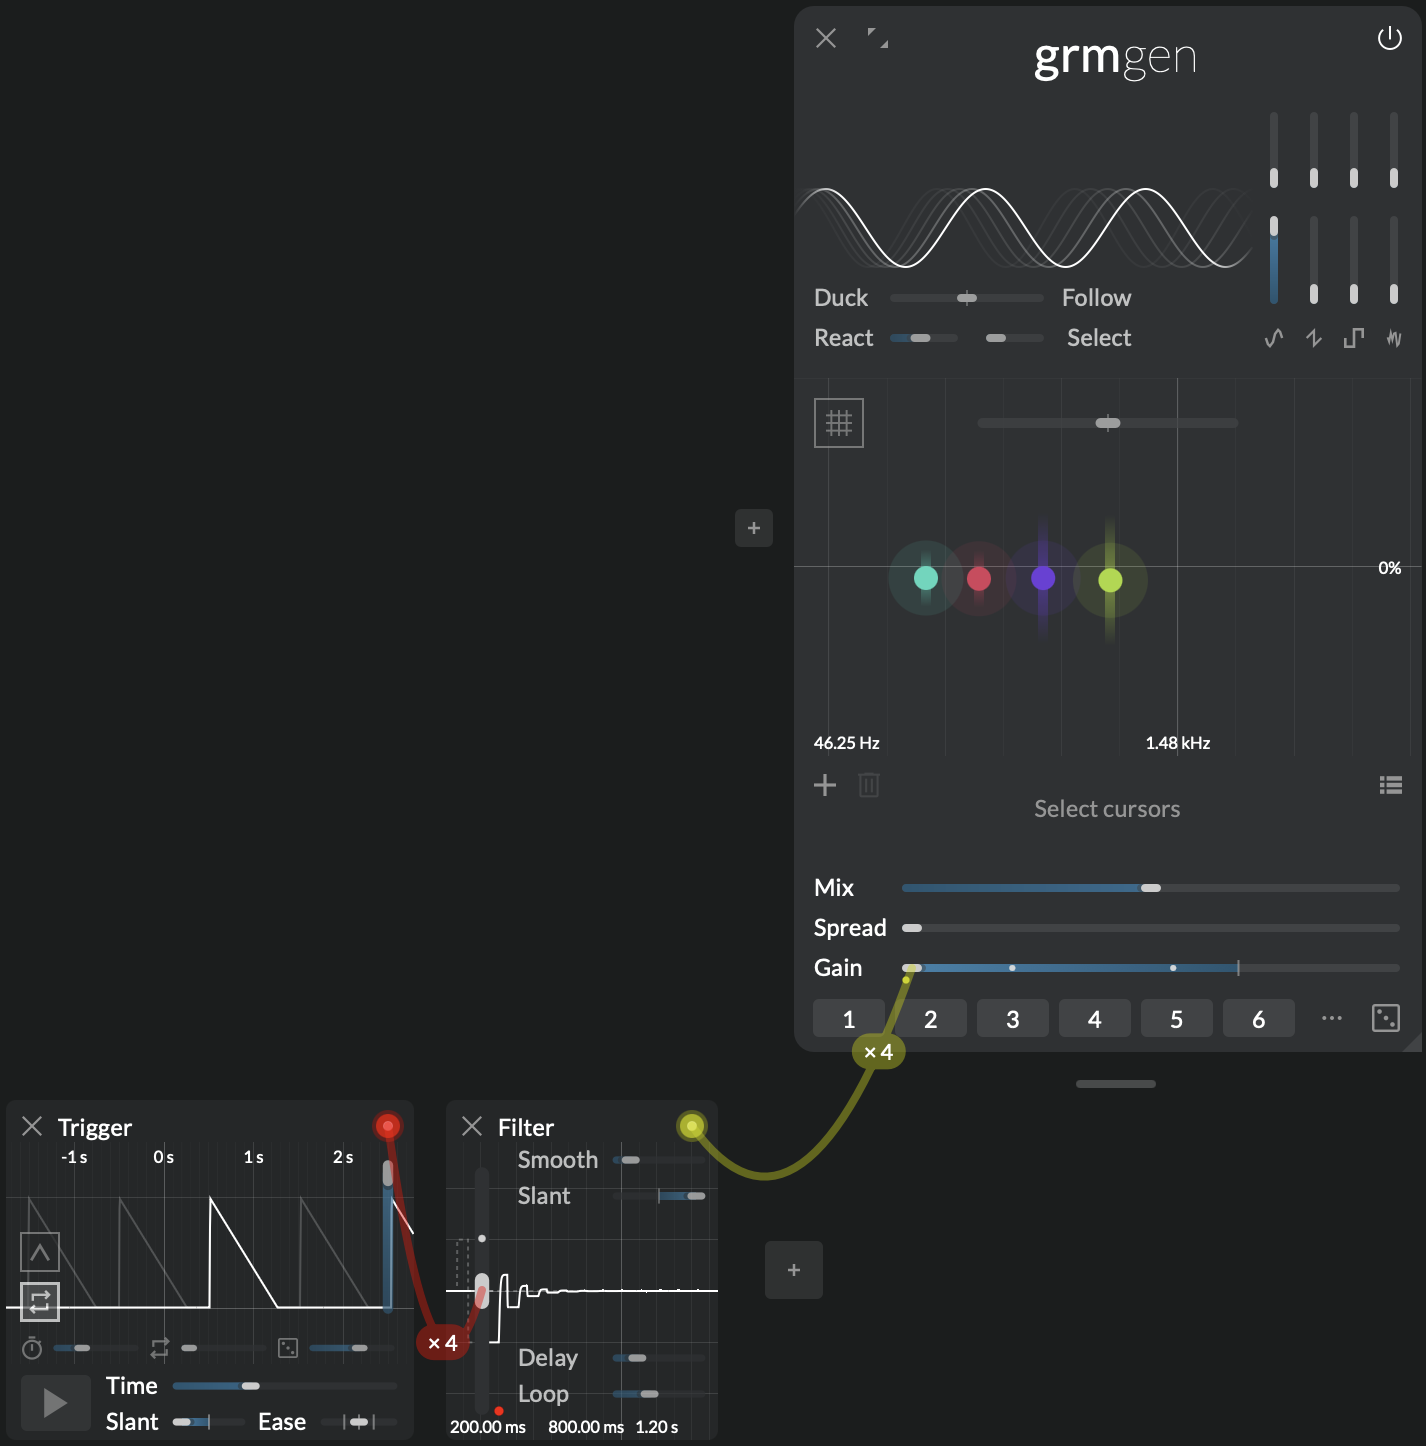 grmgen
Duck Follow
React Select
0%
46.25 Hz 1.48 kHz
Select cursors
Mix
Spread
Gain
1 2 3 4 5 6 ...
× 4
Trigger
-1 s 0 s 1 s 2 s
Time
Slant Ease
× 4
Filter
Smooth
Slant
Delay
Loop
200.00 ms 800.00 ms 1.20 s